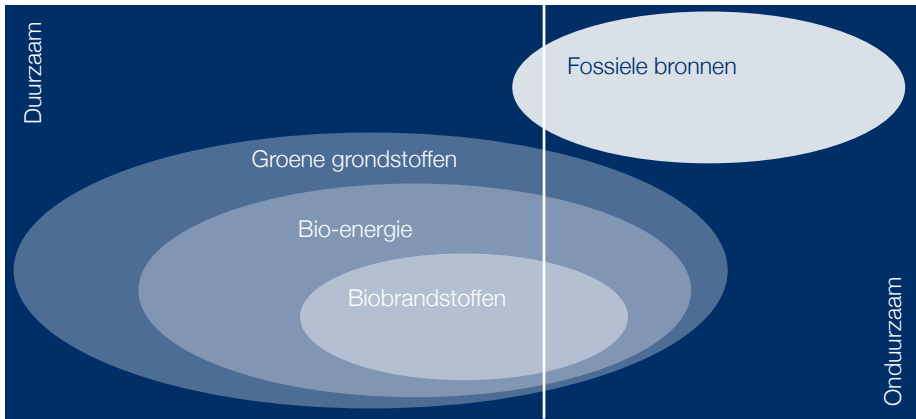 Duurzaam
Fossiele bronnen
Groene grondstoffen
Bio-energie
Biobrandstoffen
Onduurzaam